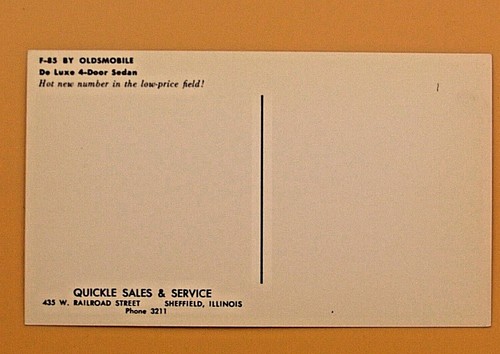 F-85 BY OLDSMOBILE
De Luxe 4-Door Sedan
Hot new number in the low-price field!
QUICKLE SALES & SERVICE
435 W. RAILROAD STREET SHEFFIELD, ILLINOIS
Phone 3211